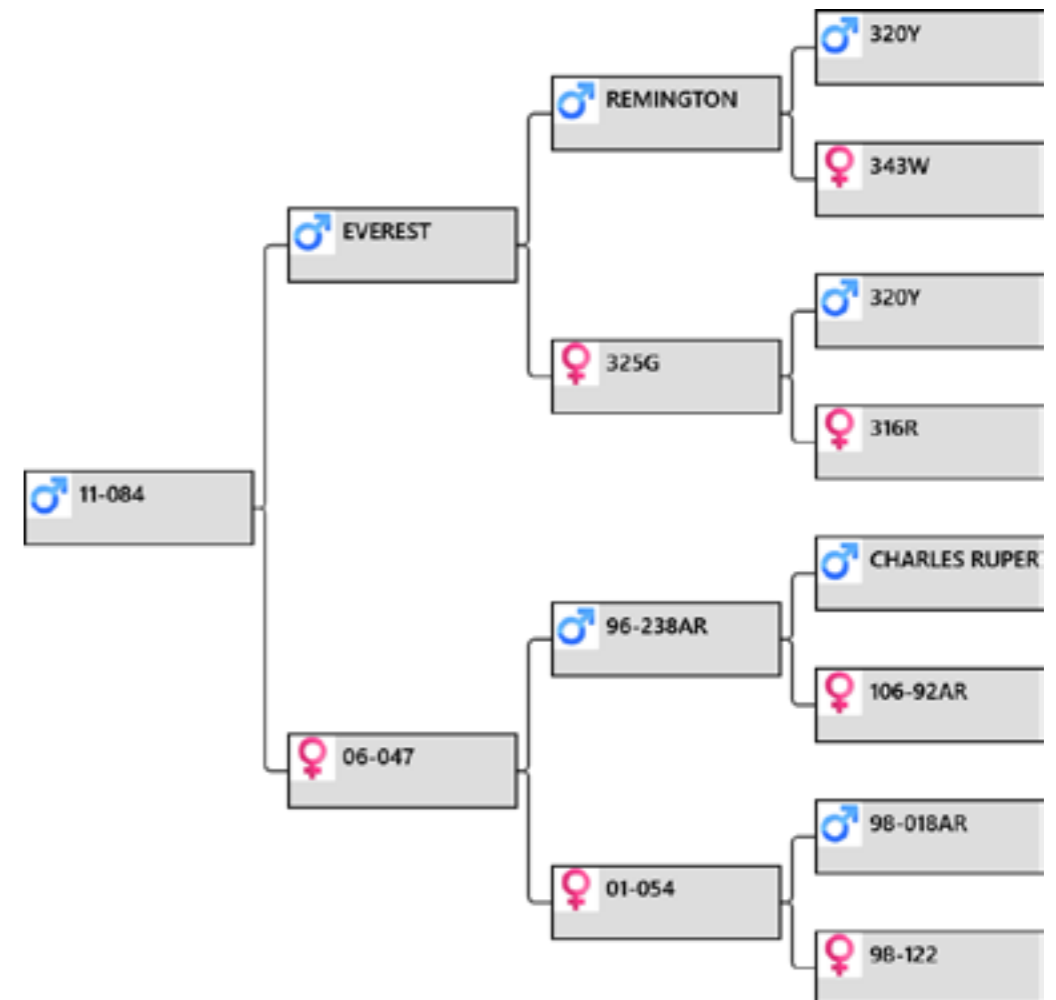 320Y
REMINGTON
343W
EVEREST
320Y
325G
316R
11-084
CHARLES RUPER
96-238AR
106-92AR
06-047
98-018AR
01-054
98-122